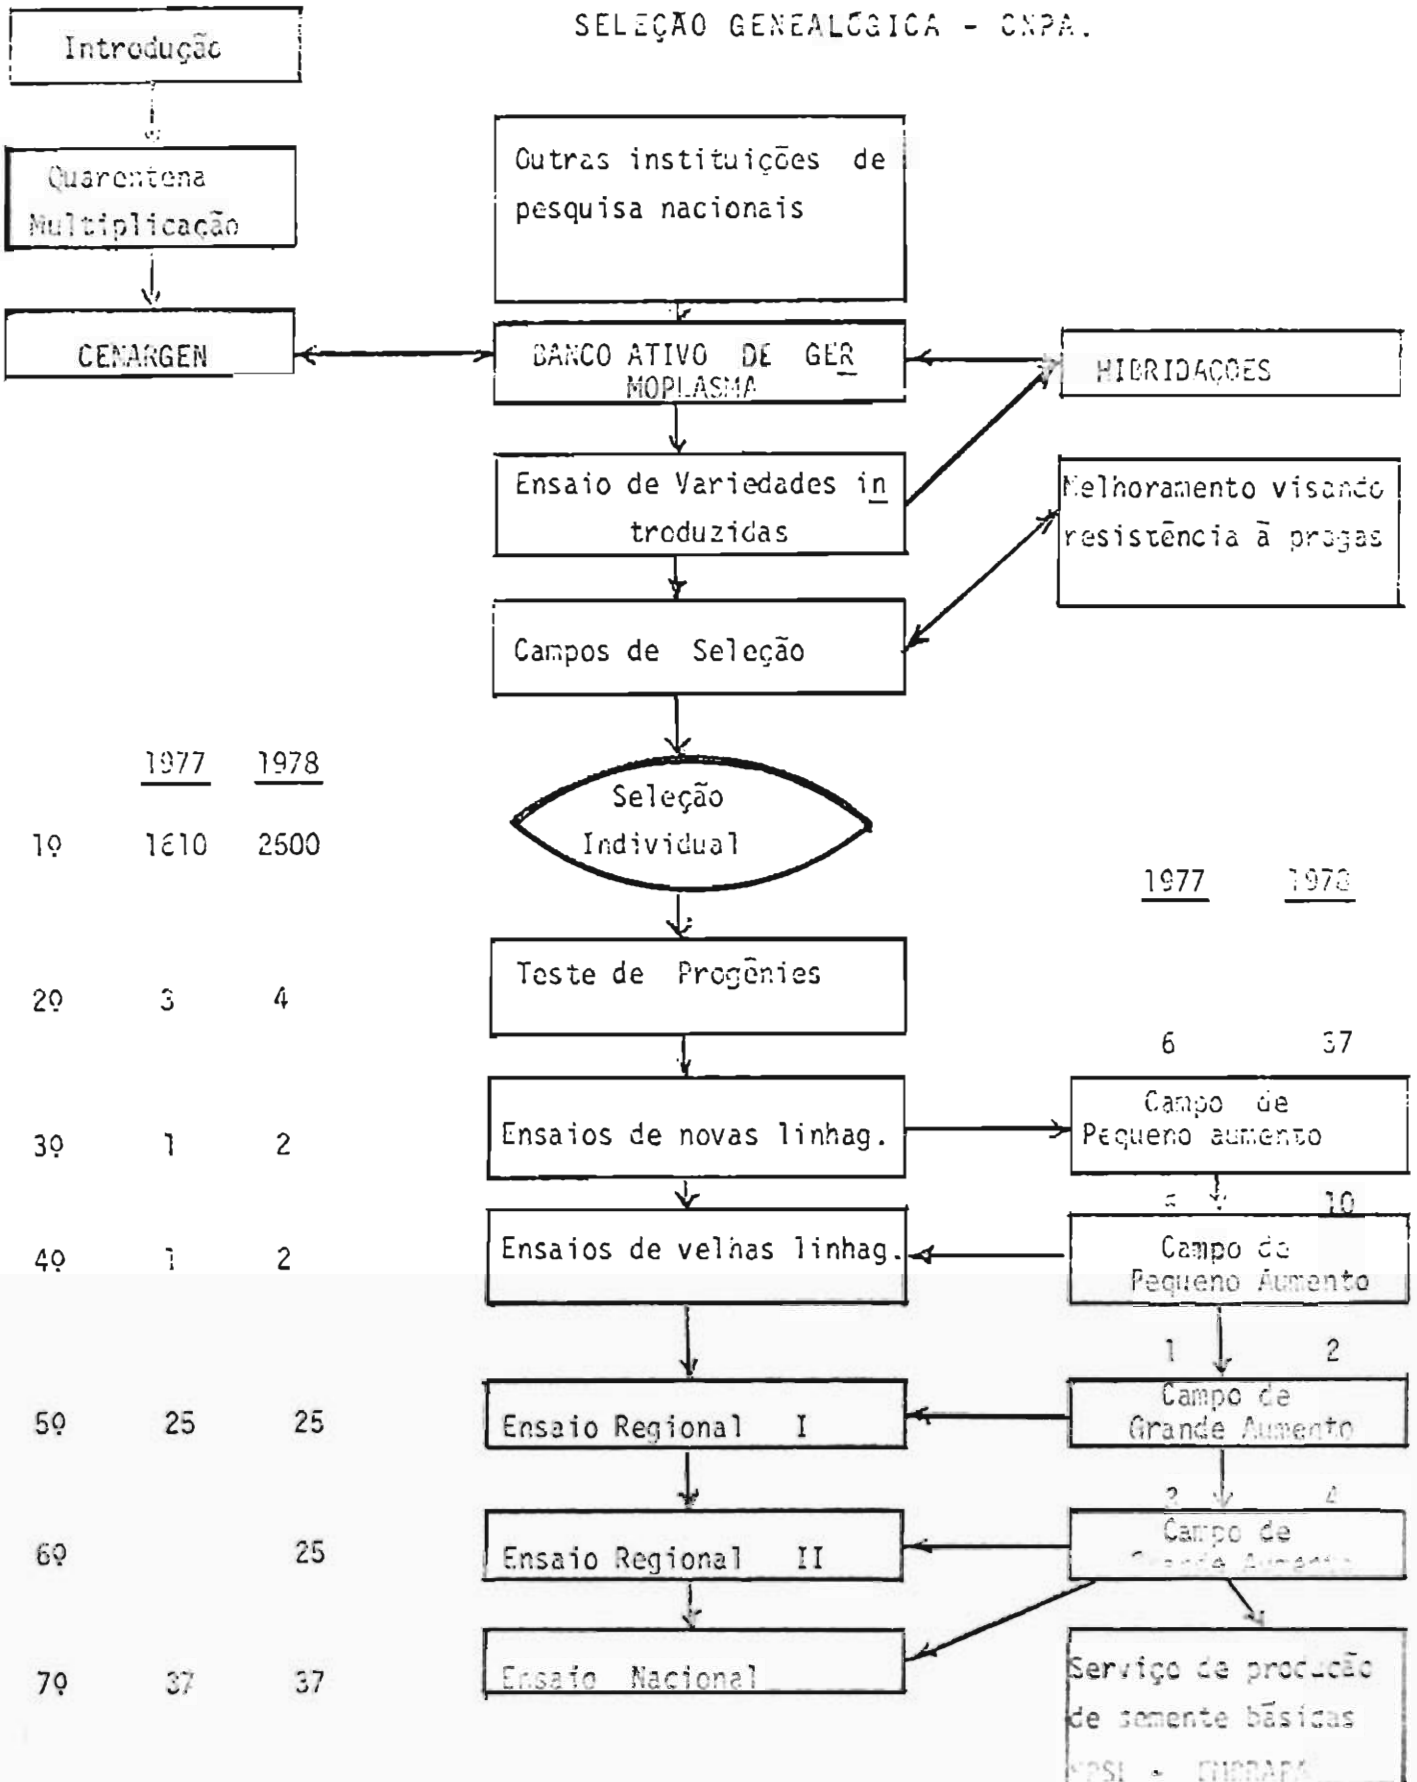 SELEÇÃO GENEALÓGICA - CNPA.
Introdução
Quarentena
Multiplicação
CENARGEN
Outras instituições de
pesquisa nacionais
BANCO ATIVO DE GER
MOPLASMA
HIBRIDAÇÕES
Ensaio de Variedades in
troduzidas
Melhoramento visando
resistência à pragas
Campos de Seleção
Seleção
Individual
1977 1978
1º 2500
1977 1978
Teste de Progênies
2º 3 4
6 37
Ensaios de novas linhag.
Campo de
Pequeno aumento
3º 1 2
10
Ensaios de velhas linhag.
Campo de
Pequeno Aumento
4º 1 2
1 2
Ensaio Regional I
Campo de
Grande Aumento
5º 25 25
4
Ensaio Regional II
Campo de
Grande Aumento
6º 25
Ensaio Nacional
7º 37 37
Serviço de produção
de semente básicas
EMBRAPA